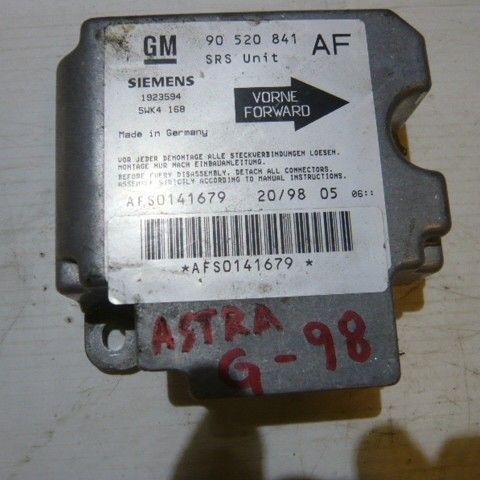 GM 90 520 841 AF
SRS Unit
SIEMENS
1923594
5WK4 168
VORNE
FORWARD
Made in Germany
VOR JEDER DEMONTAGE ALLE STECKVERBINDUNGEN LOESEN.
MONTAGE NUR NACH EINBAUANLEITUNG.
BEFORE EVERY DISASSEMBLY, DETACH ALL CONNECTORS.
ASSEMBLE STRICTLY ACCORDING TO MANUAL INSTRUCTIONS.
AFS0141679 20/98 05 06::
*AFS0141679 *
ASTRA
G-98